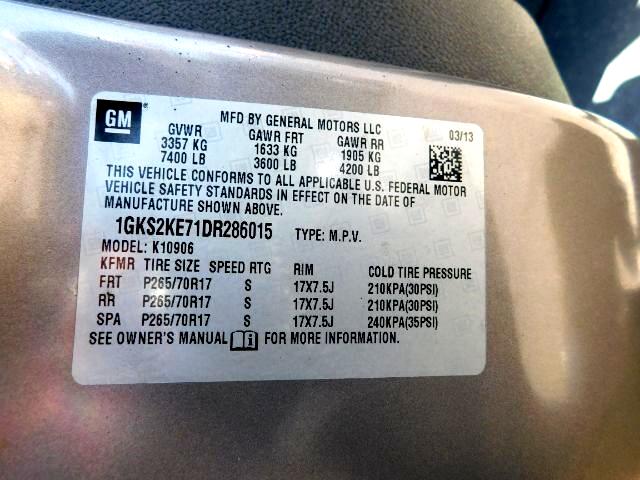 GM
MFD BY GENERAL MOTORS LLC
03/13
GVWR GAWR FRT GAWR RR
3357 KG 1633 KG 1905 KG
7400 LB 3600 LB 4200 LB
THIS VEHICLE CONFORMS TO ALL APPLICABLE U.S. FEDERAL MOTOR
VEHICLE SAFETY STANDARDS IN EFFECT ON THE DATE OF
MANUFACTURE SHOWN ABOVE.
1GKS2KE71DR286015 TYPE: M.P.V.
MODEL: K10906
KFMR TIRE SIZE SPEED RTG RIM COLD TIRE PRESSURE
FRT P265/70R17 S 17X7.5J 210KPA(30PSI)
RR P265/70R17 S 17X7.5J 210KPA(30PSI)
SPA P265/70R17 S 17X7.5J 240KPA(35PSI)
SEE OWNER'S MANUAL FOR MORE INFORMATION.